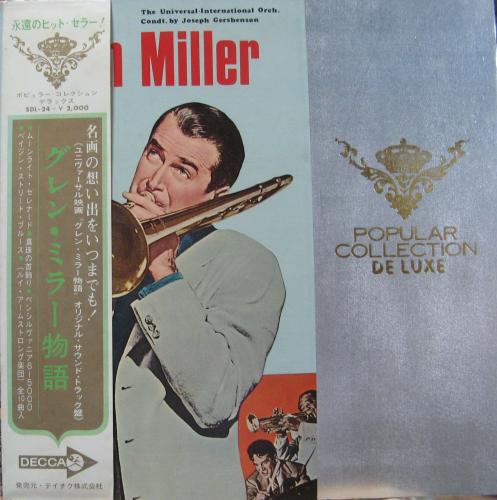 永遠のヒット・セラー!
ポピュラー・コレクション
デラックス
SDL-24-¥2,000
名画の想い出をいつまでも!
(ユニヴァーサル映画 グレン・ミラー物語 オリジナル・サウンド・トラック盤)
グレン・ミラー物語
●ムーンライト・セレナード●真珠の首飾り●ペンシルヴァニア6-5000
●ベイズン・ストリート・ブルース●(ルイ・アームストロング楽団)全10曲入
DECCA
発売元・テイチク株式会社
The Universal-International Orch.
Condt. by Joseph Gershenson
n Miller
POPULAR
COLLECTION
DE LUXE